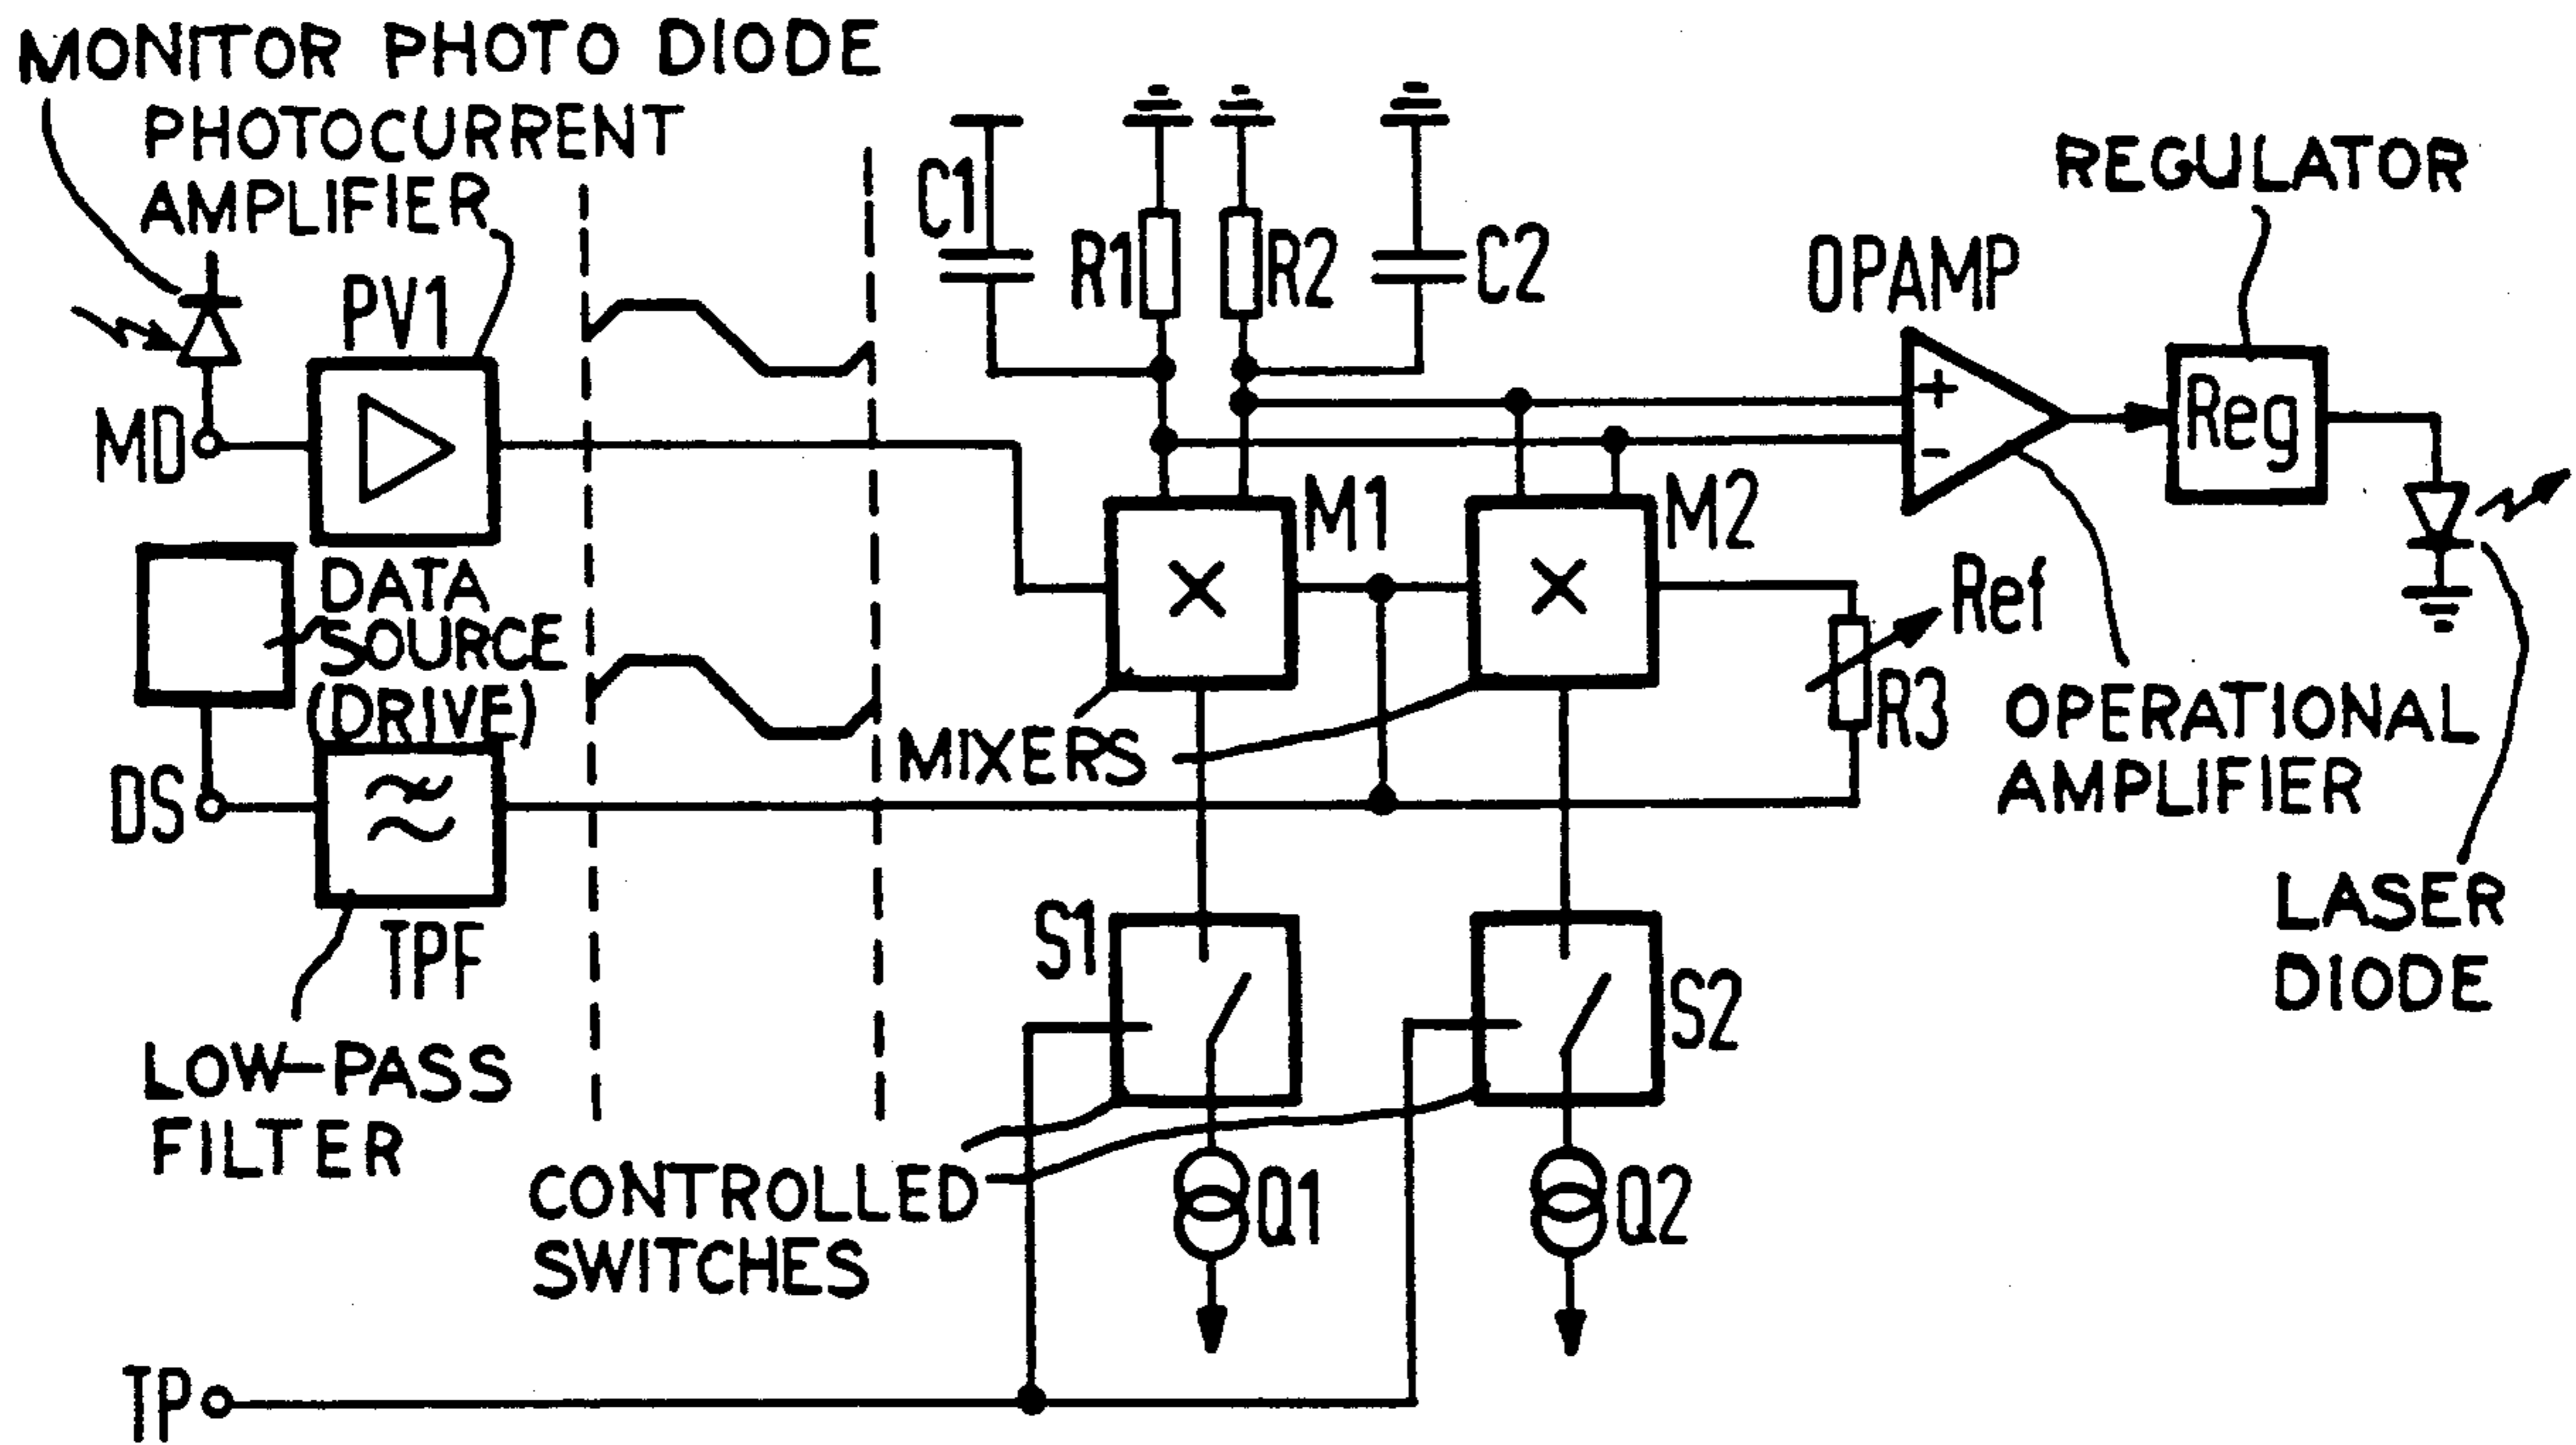 MONITOR PHOTO DIODE
PHOTOCURRENT
AMPLIFIER
PV1
MD
DATA
SOURCE
(DRIVE)
DS
TPF
LOW-PASS
FILTER
C1
R1
R2
C2
OPAMP
+
-
REGULATOR
Reg
M1
M2
×
×
Ref
R3
MIXERS
OPERATIONAL
AMPLIFIER
LASER
DIODE
S1
S2
CONTROLLED
SWITCHES
Q1
Q2
TP